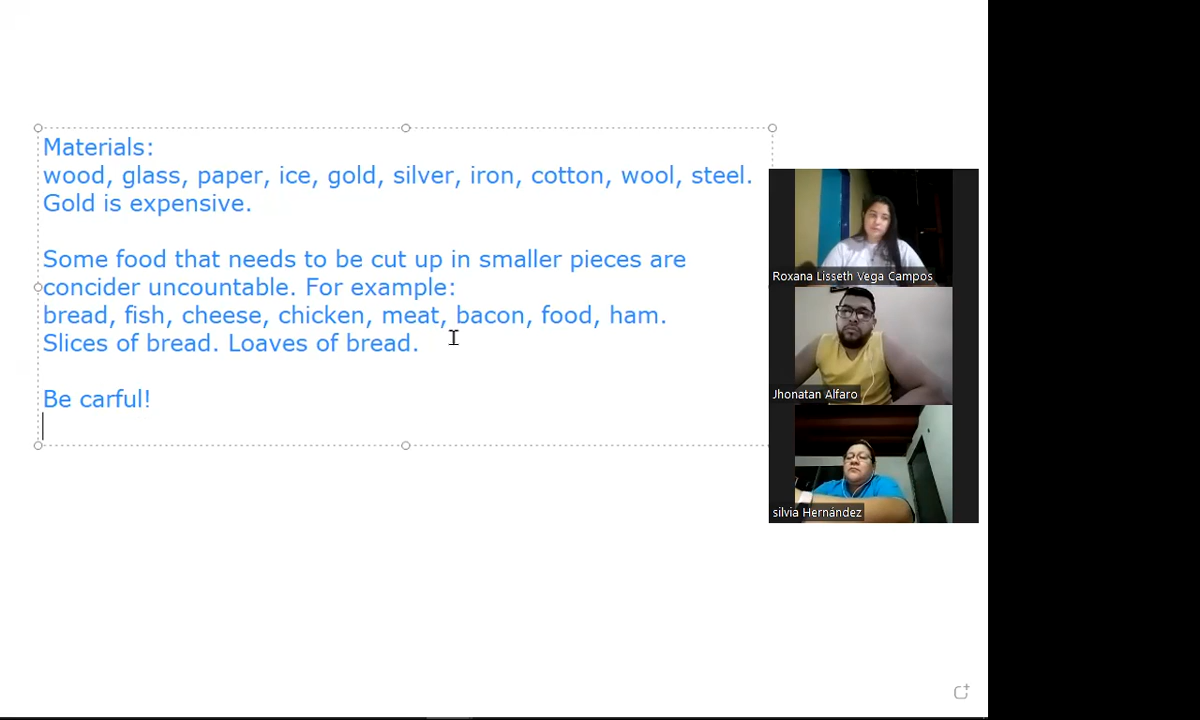 Materials:
wood, glass, paper, ice, gold, silver, iron, cotton, wool, steel.
Gold is expensive.
Some food that needs to be cut up in smaller pieces are
concider uncountable. For example:
bread, fish, cheese, chicken, meat, bacon, food, ham.
Slices of bread. Loaves of bread.
Be carful!
Roxana Lisseth Vega Campos
Jhonatan Alfaro
silvia Hernández